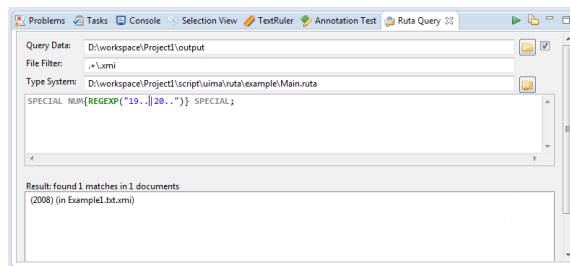 Problems Tasks Console Selection View TextRuler Annotation Test Ruta Query
Query Data: D:\workspace\Project1\output
File Filter: .+\.xmi
Type System: D:\workspace\Project1\script\uima\ruta\example\Main.ruta
SPECIAL NUM{REGEXP("19..|20..")} SPECIAL;
Result: found 1 matches in 1 documents
(2008) (in Example1.txt.xmi)